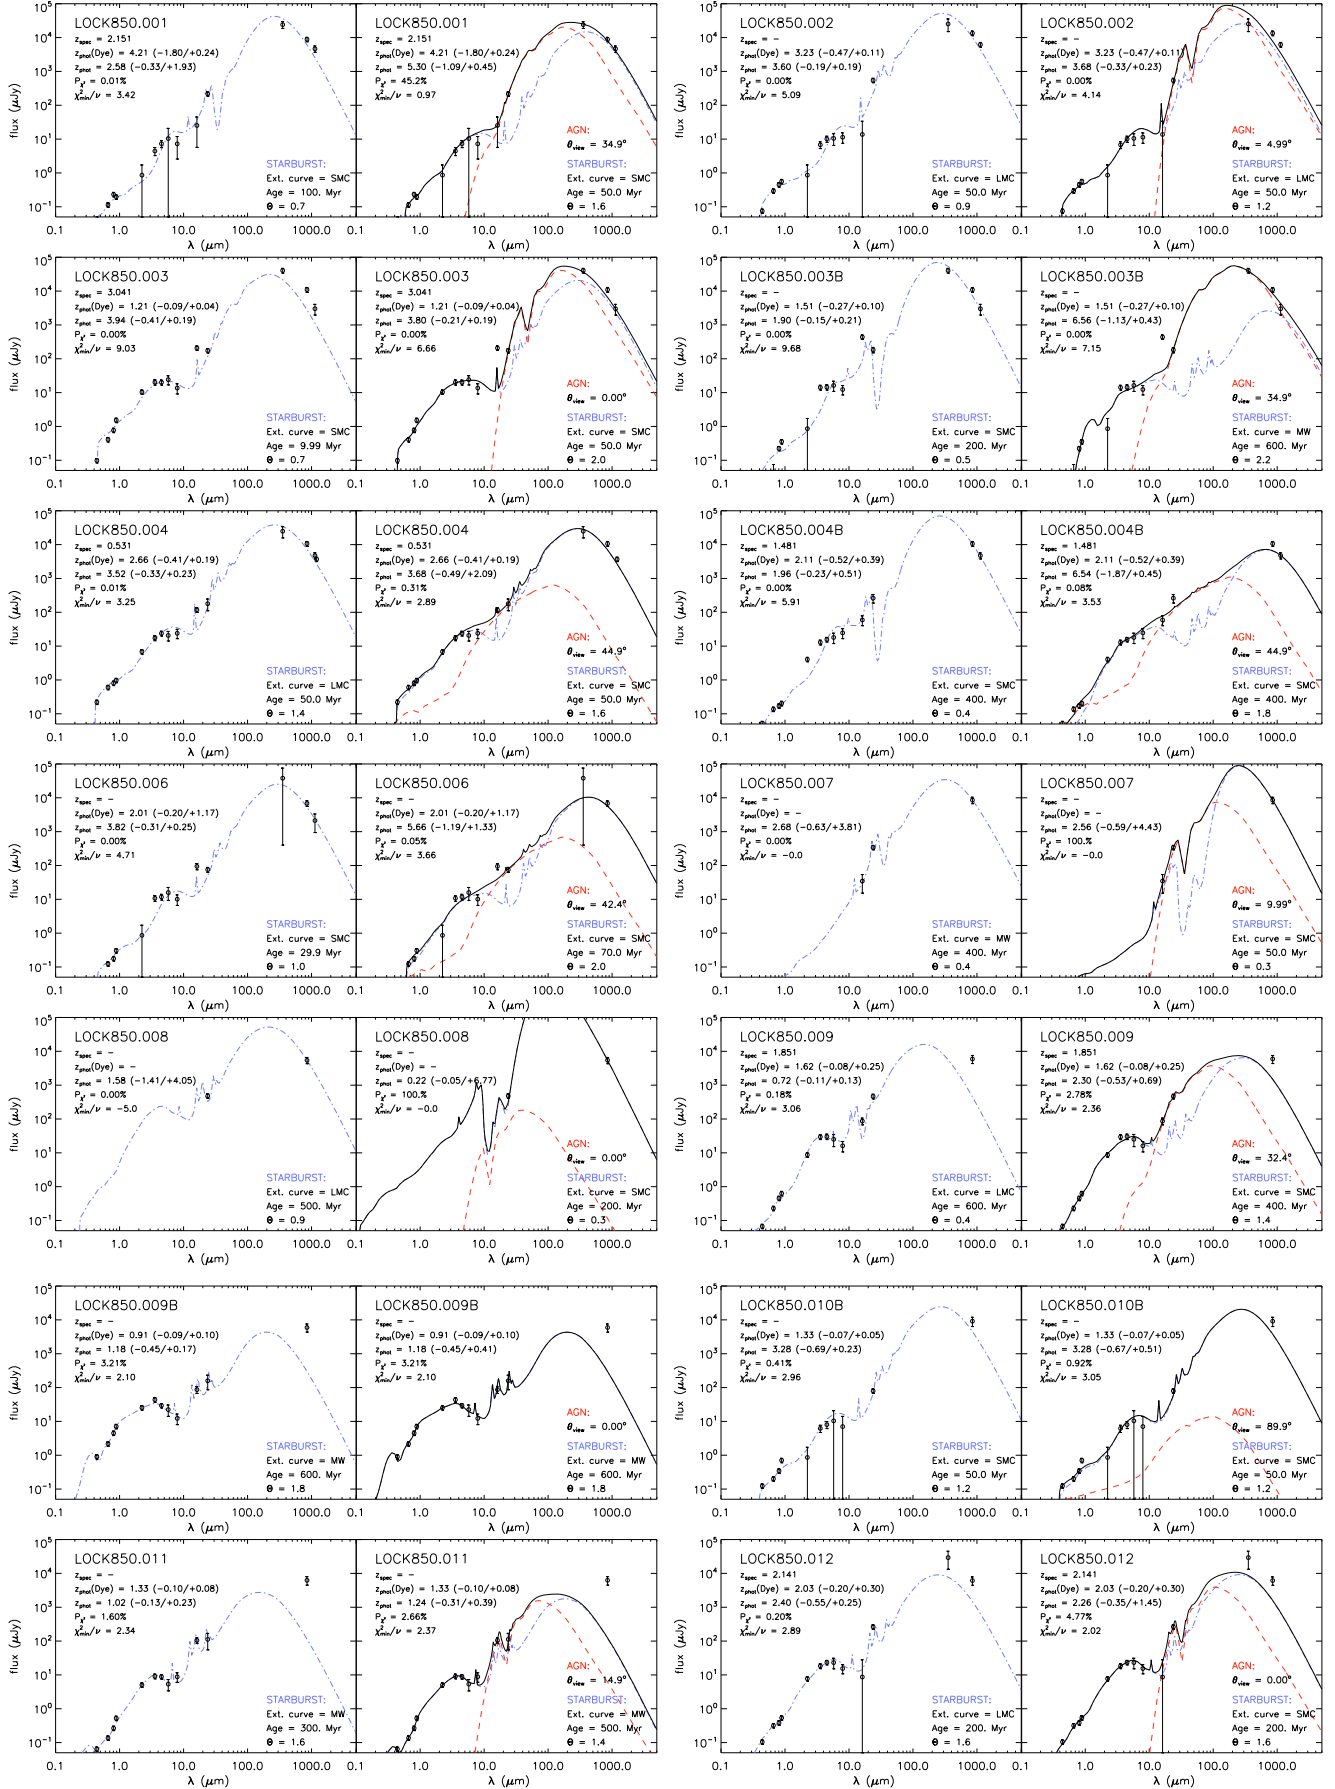 LOCK850.001
z_spec = 2.151
z_phot(Dye) = 4.21 (-1.80/+0.24)
z_phot = 2.58 (-0.33/+1.93)
P_χ² = 0.01%
χ²_min/ν = 3.42
STARBURST:
Ext. curve = SMC
Age = 100. Myr
Θ = 0.7
LOCK850.001
z_spec = 2.151
z_phot(Dye) = 4.21 (-1.80/+0.24)
z_phot = 5.30 (-1.09/+0.45)
P_χ² = 45.2%
χ²_min/ν = 0.97
AGN:
θ_view = 34.9°
STARBURST:
Ext. curve = SMC
Age = 50.0 Myr
Θ = 1.6
LOCK850.002
z_spec = –
z_phot(Dye) = 3.23 (-0.47/+0.11)
z_phot = 3.60 (-0.19/+0.19)
P_χ² = 0.00%
χ²_min/ν = 5.09
STARBURST:
Ext. curve = LMC
Age = 50.0 Myr
Θ = 0.9
LOCK850.002
z_spec = –
z_phot(Dye) = 3.23 (-0.47/+0.11)
z_phot = 3.68 (-0.33/+0.23)
P_χ² = 0.00%
χ²_min/ν = 4.14
AGN:
θ_view = 4.99°
STARBURST:
Ext. curve = LMC
Age = 50.0 Myr
Θ = 1.2
flux (μJy)
10⁵
10⁴
10³
10²
10¹
10⁰
10⁻¹
0.1 1.0 10.0 100.0 1000.0
λ (μm)
LOCK850.003
z_spec = 3.041
z_phot(Dye) = 1.21 (-0.09/+0.04)
z_phot = 3.94 (-0.41/+0.19)
P_χ² = 0.00%
χ²_min/ν = 9.03
STARBURST:
Ext. curve = SMC
Age = 9.99 Myr
Θ = 0.7
LOCK850.003
z_spec = 3.041
z_phot(Dye) = 1.21 (-0.09/+0.04)
z_phot = 3.80 (-0.21/+0.19)
P_χ² = 0.00%
χ²_min/ν = 6.66
AGN:
θ_view = 0.00°
STARBURST:
Ext. curve = SMC
Age = 50.0 Myr
Θ = 2.0
LOCK850.003B
z_spec = –
z_phot(Dye) = 1.51 (-0.27/+0.10)
z_phot = 1.90 (-0.15/+0.21)
P_χ² = 0.00%
χ²_min/ν = 9.68
STARBURST:
Ext. curve = SMC
Age = 200. Myr
Θ = 0.5
LOCK850.003B
z_spec = –
z_phot(Dye) = 1.51 (-0.27/+0.10)
z_phot = 6.56 (-1.13/+0.43)
P_χ² = 0.00%
χ²_min/ν = 7.15
AGN:
θ_view = 34.9°
STARBURST:
Ext. curve = MW
Age = 600. Myr
Θ = 2.2
flux (μJy)
λ (μm)
LOCK850.004
z_spec = 0.531
z_phot(Dye) = 2.66 (-0.41/+0.19)
z_phot = 3.52 (-0.33/+0.23)
P_χ² = 0.01%
χ²_min/ν = 3.25
STARBURST:
Ext. curve = LMC
Age = 50.0 Myr
Θ = 1.4
LOCK850.004
z_spec = 0.531
z_phot(Dye) = 2.66 (-0.41/+0.19)
z_phot = 3.68 (-0.49/+2.09)
P_χ² = 0.31%
χ²_min/ν = 2.89
AGN:
θ_view = 44.9°
STARBURST:
Ext. curve = SMC
Age = 50.0 Myr
Θ = 1.6
LOCK850.004B
z_spec = 1.481
z_phot(Dye) = 2.11 (-0.52/+0.39)
z_phot = 1.96 (-0.23/+0.51)
P_χ² = 0.00%
χ²_min/ν = 5.91
STARBURST:
Ext. curve = SMC
Age = 400. Myr
Θ = 0.4
LOCK850.004B
z_spec = 1.481
z_phot(Dye) = 2.11 (-0.52/+0.39)
z_phot = 6.54 (-1.87/+0.45)
P_χ² = 0.08%
χ²_min/ν = 3.53
AGN:
θ_view = 44.9°
STARBURST:
Ext. curve = SMC
Age = 400. Myr
Θ = 1.8
flux (μJy)
λ (μm)
LOCK850.006
z_spec = –
z_phot(Dye) = 2.01 (-0.20/+1.17)
z_phot = 3.82 (-0.31/+0.25)
P_χ² = 0.00%
χ²_min/ν = 4.71
STARBURST:
Ext. curve = SMC
Age = 29.9 Myr
Θ = 1.0
LOCK850.006
z_spec = –
z_phot(Dye) = 2.01 (-0.20/+1.17)
z_phot = 5.66 (-1.19/+1.33)
P_χ² = 0.05%
χ²_min/ν = 3.66
AGN:
θ_view = 42.4°
STARBURST:
Ext. curve = SMC
Age = 70.0 Myr
Θ = 2.0
LOCK850.007
z_spec = –
z_phot(Dye) = –
z_phot = 2.68 (-0.63/+3.81)
P_χ² = 0.00%
χ²_min/ν = -0.0
STARBURST:
Ext. curve = MW
Age = 400. Myr
Θ = 0.4
LOCK850.007
z_spec = –
z_phot(Dye) = –
z_phot = 2.56 (-0.59/+4.43)
P_χ² = 100.%
χ²_min/ν = -0.0
AGN:
θ_view = 9.99°
STARBURST:
Ext. curve = SMC
Age = 50.0 Myr
Θ = 0.3
flux (μJy)
λ (μm)
LOCK850.008
z_spec = –
z_phot(Dye) = –
z_phot = 1.58 (-1.41/+4.05)
P_χ² = 0.00%
χ²_min/ν = -5.0
STARBURST:
Ext. curve = LMC
Age = 500. Myr
Θ = 0.9
LOCK850.008
z_spec = –
z_phot(Dye) = –
z_phot = 0.22 (-0.05/+6.77)
P_χ² = 100.%
χ²_min/ν = -0.0
AGN:
θ_view = 0.00°
STARBURST:
Ext. curve = SMC
Age = 200. Myr
Θ = 0.3
LOCK850.009
z_spec = 1.851
z_phot(Dye) = 1.62 (-0.08/+0.25)
z_phot = 0.72 (-0.11/+0.13)
P_χ² = 0.18%
χ²_min/ν = 3.06
STARBURST:
Ext. curve = LMC
Age = 600. Myr
Θ = 0.4
LOCK850.009
z_spec = 1.851
z_phot(Dye) = 1.62 (-0.08/+0.25)
z_phot = 2.30 (-0.53/+0.69)
P_χ² = 2.78%
χ²_min/ν = 2.36
AGN:
θ_view = 32.4°
STARBURST:
Ext. curve = SMC
Age = 400. Myr
Θ = 1.4
flux (μJy)
λ (μm)
LOCK850.009B
z_spec = –
z_phot(Dye) = 0.91 (-0.09/+0.10)
z_phot = 1.18 (-0.45/+0.17)
P_χ² = 3.21%
χ²_min/ν = 2.10
STARBURST:
Ext. curve = MW
Age = 600. Myr
Θ = 1.8
LOCK850.009B
z_spec = –
z_phot(Dye) = 0.91 (-0.09/+0.10)
z_phot = 1.18 (-0.45/+0.41)
P_χ² = 3.21%
χ²_min/ν = 2.10
AGN:
θ_view = 0.00°
STARBURST:
Ext. curve = MW
Age = 600. Myr
Θ = 1.8
LOCK850.010B
z_spec = –
z_phot(Dye) = 1.33 (-0.07/+0.05)
z_phot = 3.28 (-0.69/+0.23)
P_χ² = 0.41%
χ²_min/ν = 2.96
STARBURST:
Ext. curve = SMC
Age = 50.0 Myr
Θ = 1.2
LOCK850.010B
z_spec = –
z_phot(Dye) = 1.33 (-0.07/+0.05)
z_phot = 3.28 (-0.67/+0.51)
P_χ² = 0.92%
χ²_min/ν = 3.05
AGN:
θ_view = 89.9°
STARBURST:
Ext. curve = SMC
Age = 50.0 Myr
Θ = 1.2
flux (μJy)
λ (μm)
LOCK850.011
z_spec = –
z_phot(Dye) = 1.33 (-0.10/+0.08)
z_phot = 1.02 (-0.13/+0.23)
P_χ² = 1.60%
χ²_min/ν = 2.34
STARBURST:
Ext. curve = MW
Age = 300. Myr
Θ = 1.6
LOCK850.011
z_spec = –
z_phot(Dye) = 1.33 (-0.10/+0.08)
z_phot = 1.24 (-0.31/+0.39)
P_χ² = 2.66%
χ²_min/ν = 2.37
AGN:
θ_view = 14.9°
STARBURST:
Ext. curve = MW
Age = 500. Myr
Θ = 1.4
LOCK850.012
z_spec = 2.141
z_phot(Dye) = 2.03 (-0.20/+0.30)
z_phot = 2.40 (-0.55/+0.25)
P_χ² = 0.20%
χ²_min/ν = 2.89
STARBURST:
Ext. curve = LMC
Age = 200. Myr
Θ = 1.6
LOCK850.012
z_spec = 2.141
z_phot(Dye) = 2.03 (-0.20/+0.30)
z_phot = 2.26 (-0.35/+1.45)
P_χ² = 4.77%
χ²_min/ν = 2.02
AGN:
θ_view = 0.00°
STARBURST:
Ext. curve = SMC
Age = 200. Myr
Θ = 1.6
flux (μJy)
λ (μm)